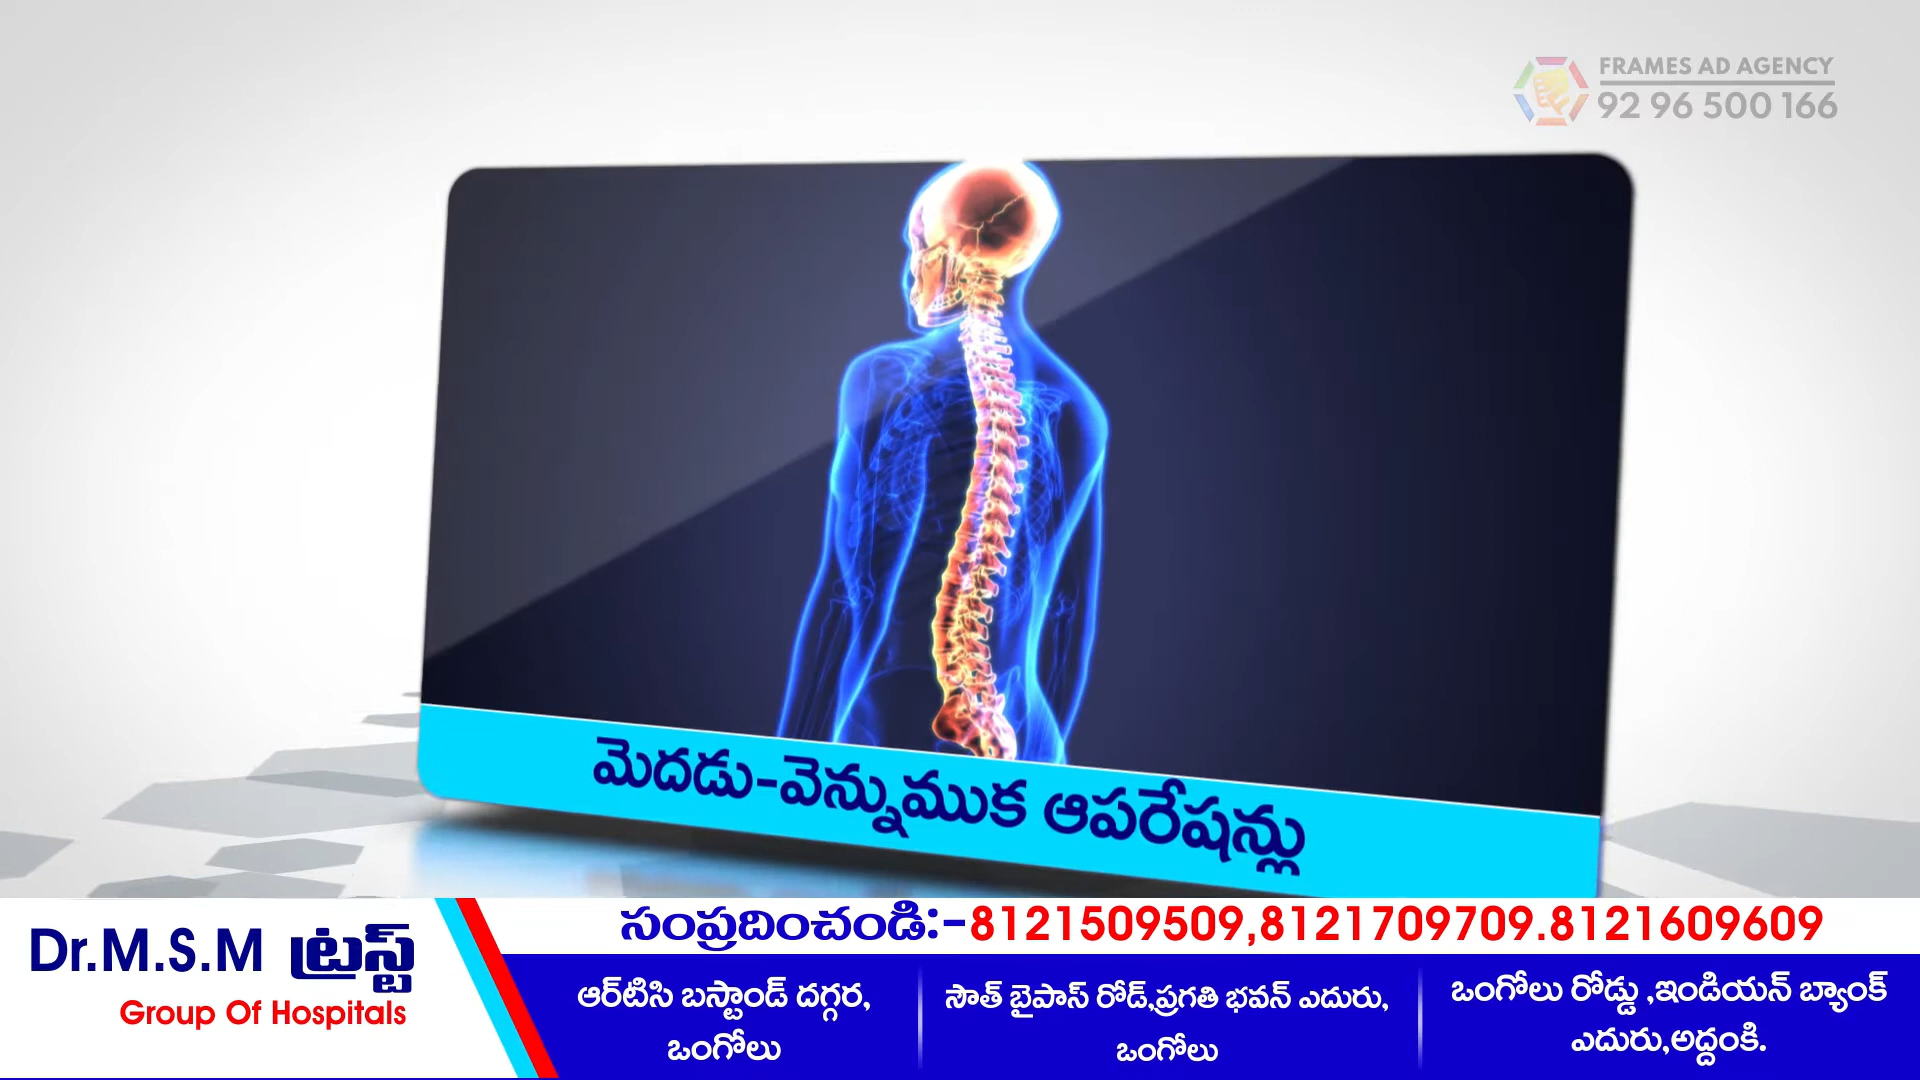 FRAMES AD AGENCY
92 96 500 166
మెదడు-వెన్నుముక ఆపరేషన్లు
సంప్రదించండి:-8121509509,8121709709.8121609609
Dr.M.S.M ట్రస్ట్
Group Of Hospitals
ఆర్‌టిసి బస్టాండ్ దగ్గర,
ఒంగోలు
సౌత్ బైపాస్ రోడ్,ప్రగతి భవన్ ఎదురు,
ఒంగోలు
ఒంగోలు రోడ్డు ,ఇండియన్ బ్యాంక్
ఎదురు,అద్దంకి.